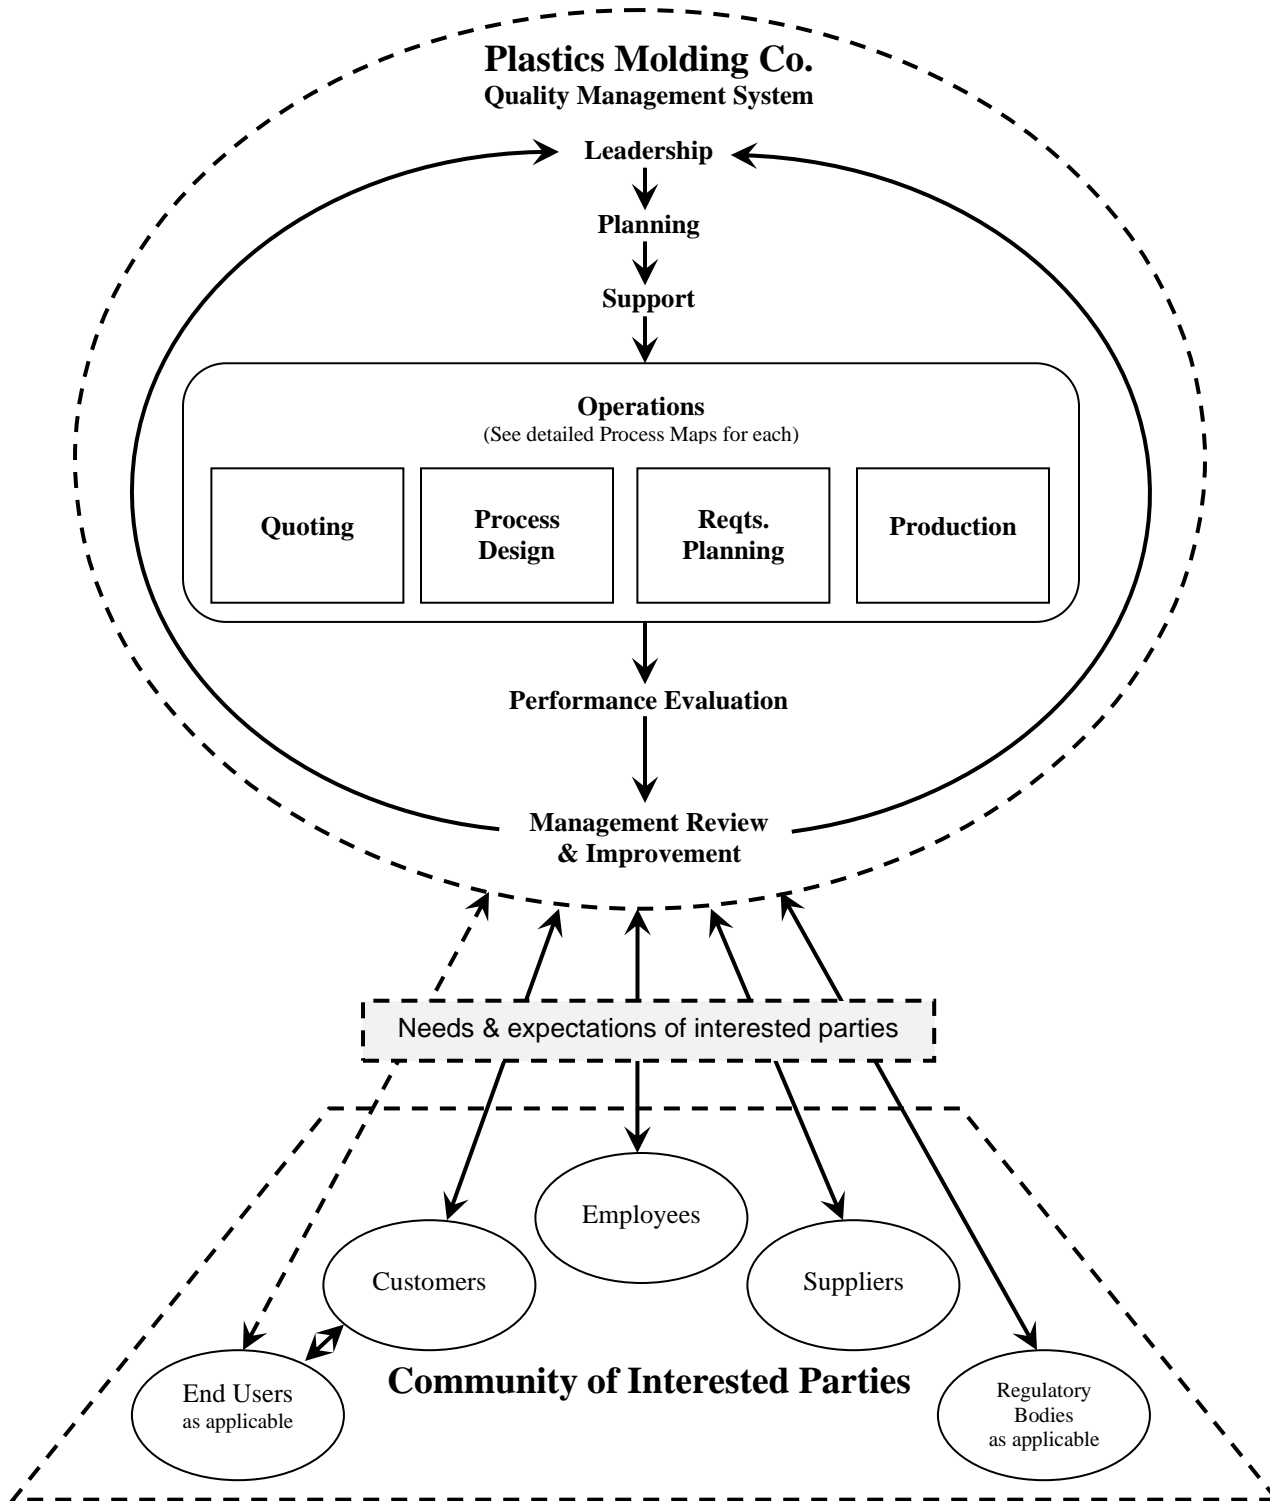 Plastics Molding Co.
Quality Management System
Leadership
Planning
Support
Operations
(See detailed Process Maps for each)
Quoting
Process
Design
Reqts.
Planning
Production
Performance Evaluation
Management Review
& Improvement
Needs & expectations of interested parties
Employees
Customers
Suppliers
End Users
as applicable
Community of Interested Parties
Regulatory
Bodies
as applicable